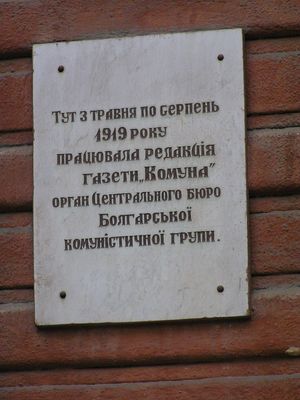 Тут з травня по серпень
1919 року
працювала редакція
газети „Комуна”
орган Центрального Бюро
Болгарської
комуністичної групи.